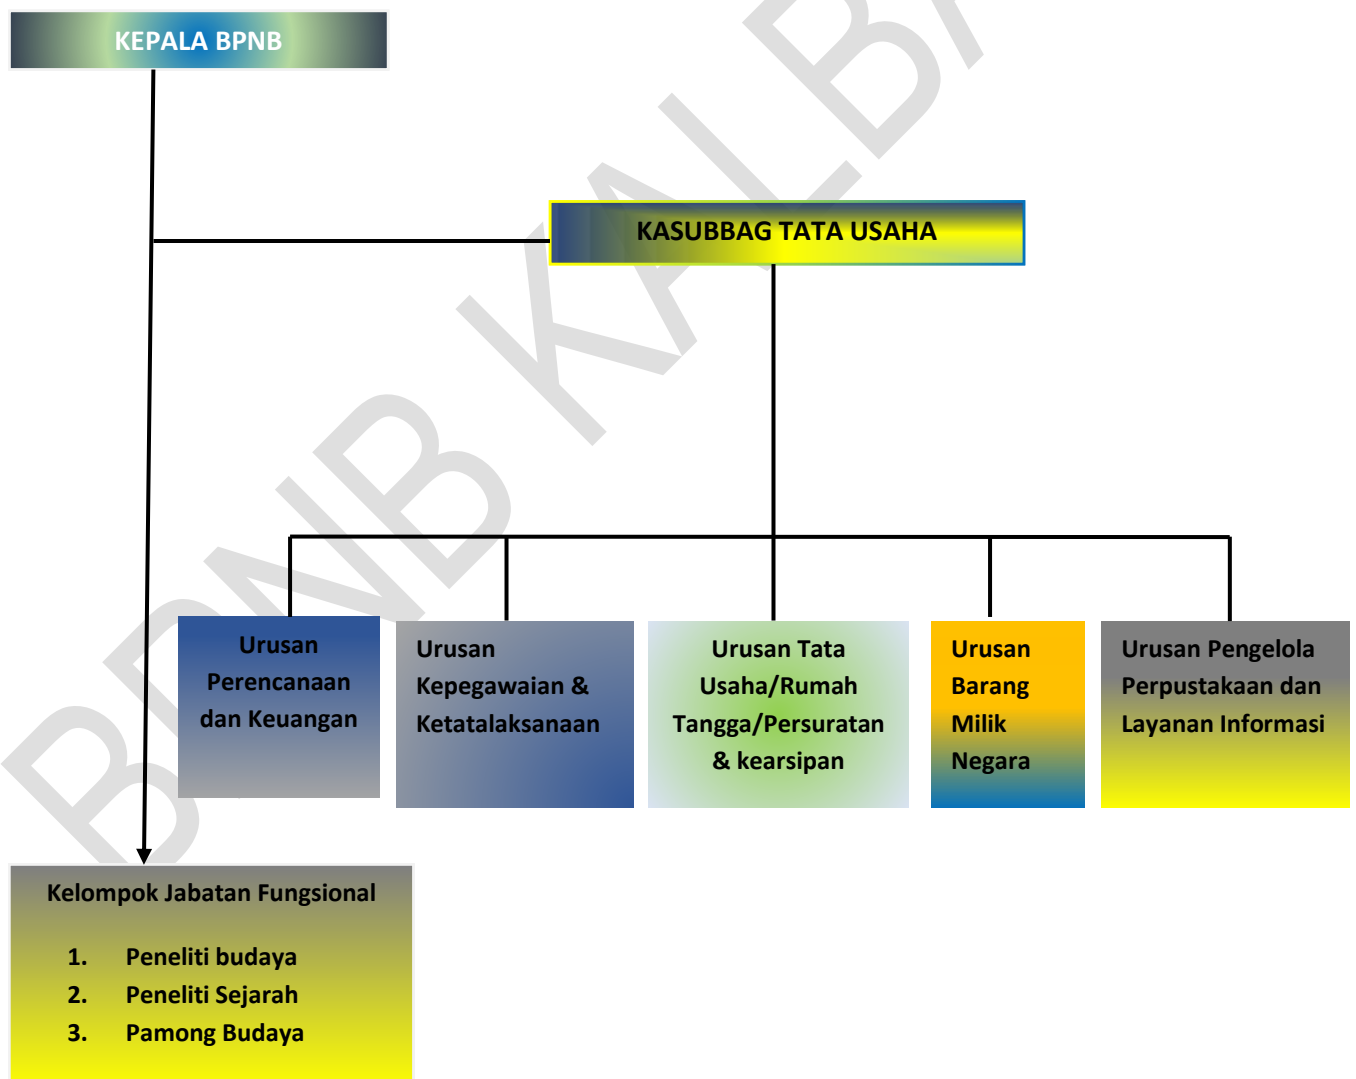 KEPALA BPNB
KASUBBAG TATA USAHA
Urusan
Perencanaan
dan Keuangan
Urusan
Kepegawaian &
Ketatalaksanaan
Urusan Tata
Usaha/Rumah
Tangga/Persuratan
& kearsipan
Urusan
Barang
Milik
Negara
Urusan Pengelola
Perpustakaan dan
Layanan Informasi
Kelompok Jabatan Fungsional
1. Peneliti budaya
2. Peneliti Sejarah
3. Pamong Budaya